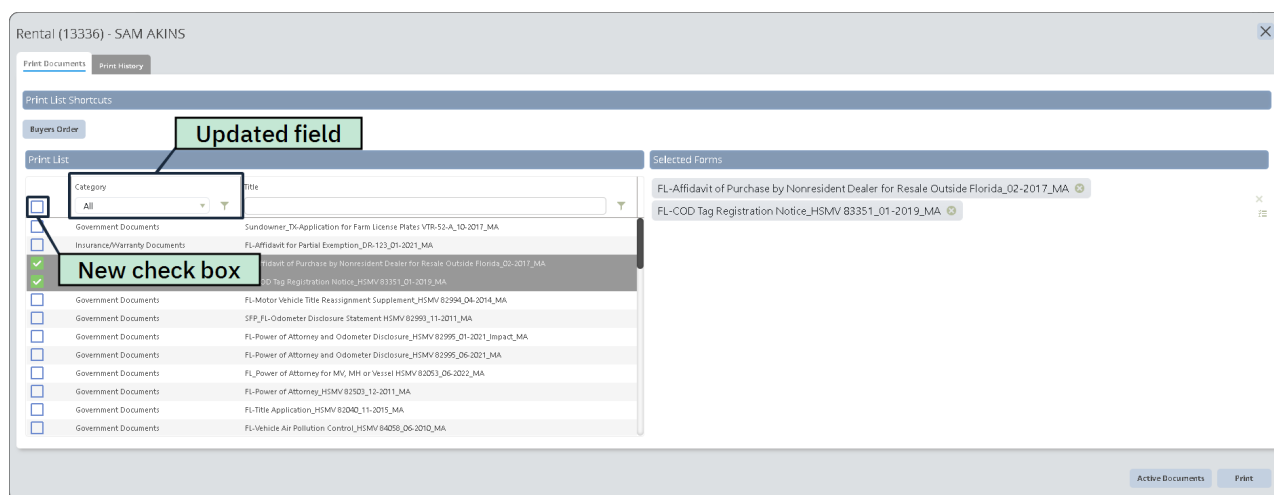 Rental (13336) - SAM AKINS
Print Documents
Print History
Print List Shortcuts
Buyers Order
Updated field
Print List
Selected Forms
Category
Title
All
FL-Affidavit of Purchase by Nonresident Dealer for Resale Outside Florida_02-2017_MA
FL-COD Tag Registration Notice_HSMV 83351_01-2019_MA
Government Documents
Sundowner_TX-Application for Farm License Plates VTR-52-A_10-2017_MA
Insurance/Warranty Documents
FL-Affidavit for Partial Exemption_DR-123_01-2021_MA
New check box
ffidavit of Purchase by Nonresident Dealer for Resale Outside Florida_02-2017_MA
OD Tag Registration Notice_HSMV 83351_01-2019_MA
Government Documents
FL-Motor Vehicle Title Reassignment Supplement_HSMV 82994_04-2014_MA
Government Documents
SFP_FL-Odometer Disclosure Statement HSMV 82993_11-2011_MA
Government Documents
FL-Power of Attorney and Odometer Disclosure_HSMV 82995_01-2021_Impact_MA
Government Documents
FL-Power of Attorney and Odometer Disclosure_HSMV 82995_06-2021_MA
Government Documents
FL_Power of Attorney for MV, MH or Vessel HSMV 82053_06-2022_MA
Government Documents
FL-Power of Attorney_HSMV 82503_12-2011_MA
Government Documents
FL-Title Application_HSMV 82040_11-2015_MA
Government Documents
FL-Vehicle Air Pollution Control_HSMV 84058_06-2010_MA
Active Documents
Print